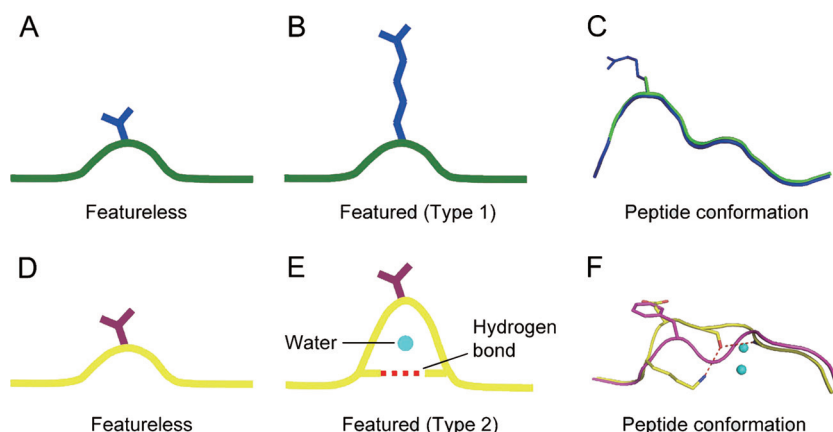 A
B
C
Featureless
Featured (Type 1)
Peptide conformation
D
E
F
Water
Hydrogen
bond
Featureless
Featured (Type 2)
Peptide conformation